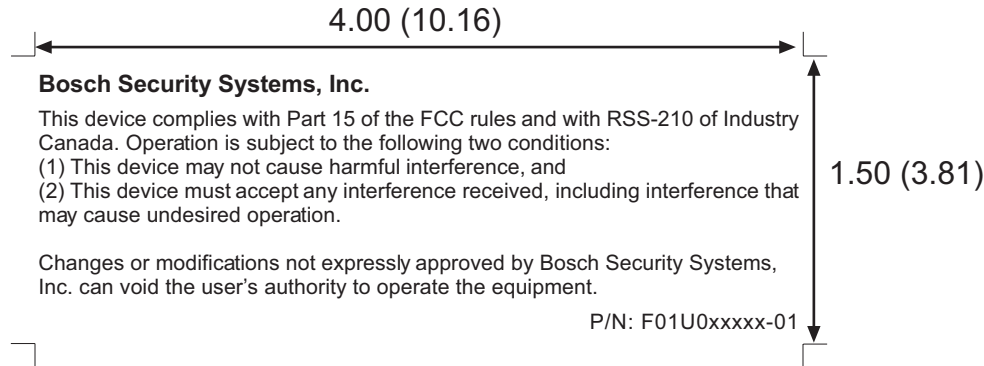 4.00 (10.16)
Bosch Security Systems, Inc.
This device complies with Part 15 of the FCC rules and with RSS-210 of Industry
Canada. Operation is subject to the following two conditions:
(1) This device may not cause harmful interference, and
(2) This device must accept any interference received, including interference that
may cause undesired operation.
1.50 (3.81)
Changes or modifications not expressly approved by Bosch Security Systems,
Inc. can void the user’s authority to operate the equipment.
P/N: F01U0xxxxx-01